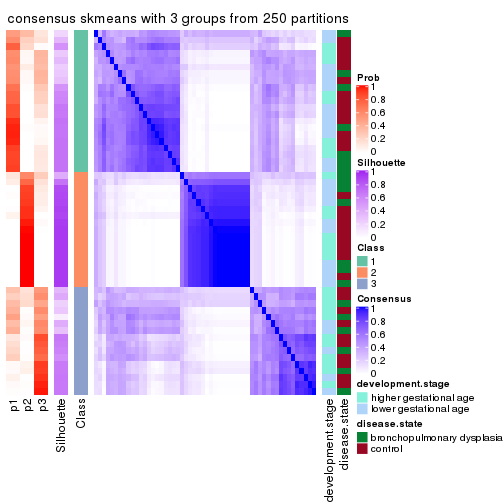 consensus skmeans with 3 groups from 250 partitions
Prob
1
0.8
0.6
0.4
0.2
0
Silhouette
1
0.8
0.6
0.4
0.2
0
Class
1
2
3
Consensus
1
0.8
0.6
0.4
0.2
0
development.stage
higher gestational age
lower gestational age
disease.state
bronchopulmonary dysplasia
control
p1
p2
p3
Silhouette
Class
development.stage
disease.state